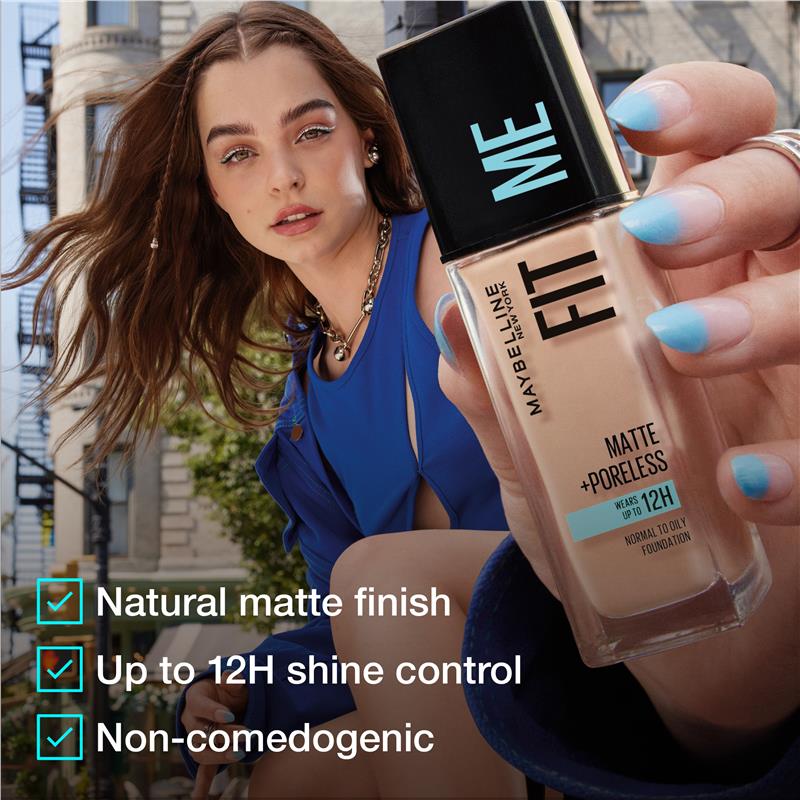 ME
FIT
MAYBELLINE
NEW YORK
MATTE
+PORELESS
WEARS
UP TO 12H
NORMAL TO OILY
FOUNDATION
Natural matte finish
Up to 12H shine control
Non-comedogenic